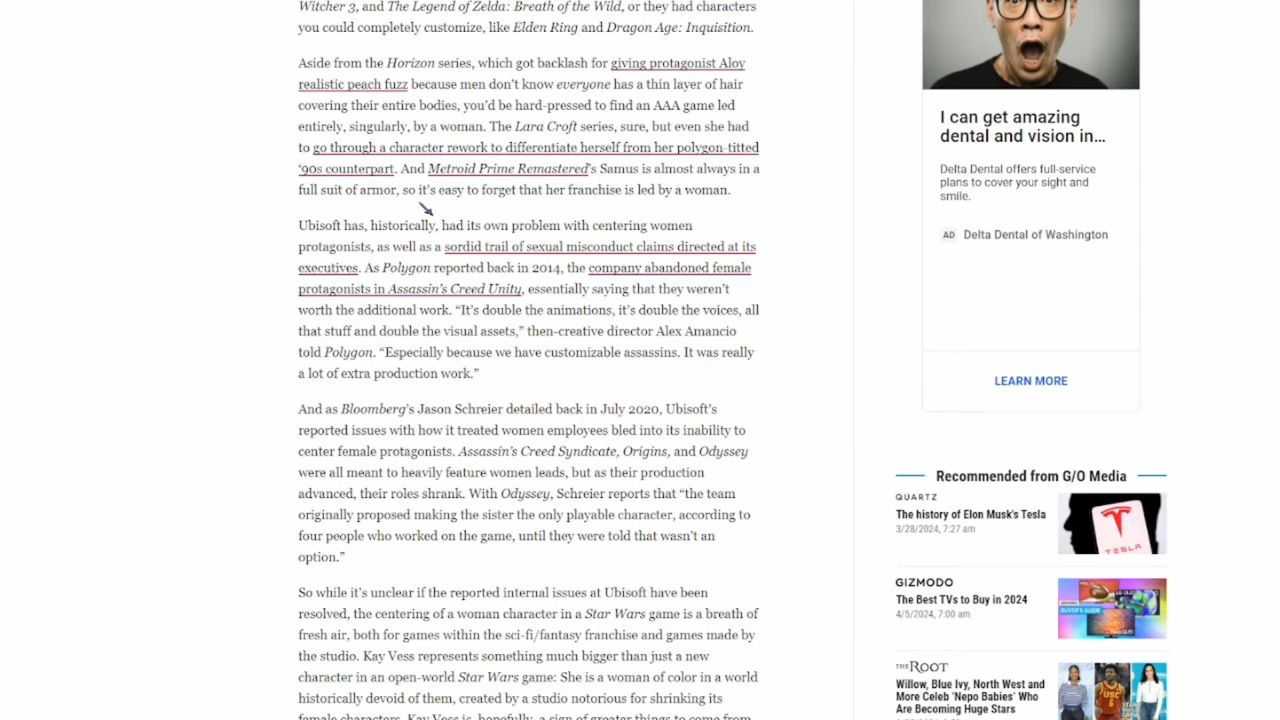 Witcher 3, and The Legend of Zelda: Breath of the Wild, or they had characters
you could completely customize, like Elden Ring and Dragon Age: Inquisition.
Aside from the Horizon series, which got backlash for giving protagonist Aloy
realistic peach fuzz because men don't know everyone has a thin layer of hair
covering their entire bodies, you'd be hard-pressed to find an AAA game led
entirely, singularly, by a woman. The Lara Croft series, sure, but even she had
to go through a character rework to differentiate herself from her polygon-titted
'90s counterpart. And Metroid Prime Remastered's Samus is almost always in a
full suit of armor, so it's easy to forget that her franchise is led by a woman.
Ubisoft has, historically, had its own problem with centering women
protagonists, as well as a sordid trail of sexual misconduct claims directed at its
executives. As Polygon reported back in 2014, the company abandoned female
protagonists in Assassin's Creed Unity, essentially saying that they weren't
worth the additional work. “It's double the animations, it's double the voices, all
that stuff and double the visual assets,” then-creative director Alex Amancio
told Polygon. “Especially because we have customizable assassins. It was really
a lot of extra production work.”
And as Bloomberg's Jason Schreier detailed back in July 2020, Ubisoft's
reported issues with how it treated women employees bled into its inability to
center female protagonists. Assassin's Creed Syndicate, Origins, and Odyssey
were all meant to heavily feature women leads, but as their production
advanced, their roles shrank. With Odyssey, Schreier reports that “the team
originally proposed making the sister the only playable character, according to
four people who worked on the game, until they were told that wasn't an
option.”
So while it's unclear if the reported internal issues at Ubisoft have been
resolved, the centering of a woman character in a Star Wars game is a breath of
fresh air, both for games within the sci-fi/fantasy franchise and games made by
the studio. Kay Vess represents something much bigger than just a new
character in an open-world Star Wars game: She is a woman of color in a world
historically devoid of them, created by a studio notorious for shrinking its
female characters. Kay Vess is, hopefully, a sign of greater things to come from
I can get amazing
dental and vision in...
Delta Dental offers full-service
plans to cover your sight and
smile.
AD Delta Dental of Washington
LEARN MORE
Recommended from G/O Media
QUARTZ
The history of Elon Musk's Tesla
3/28/2024, 7:27 am
TESLA
GIZMODO
The Best TVs to Buy in 2024
4/5/2024, 7:00 am
BUYER'S GUIDE
THE ROOT
Willow, Blue Ivy, North West and
More Celeb ‘Nepo Babies’ Who
Are Becoming Huge Stars
USC
6